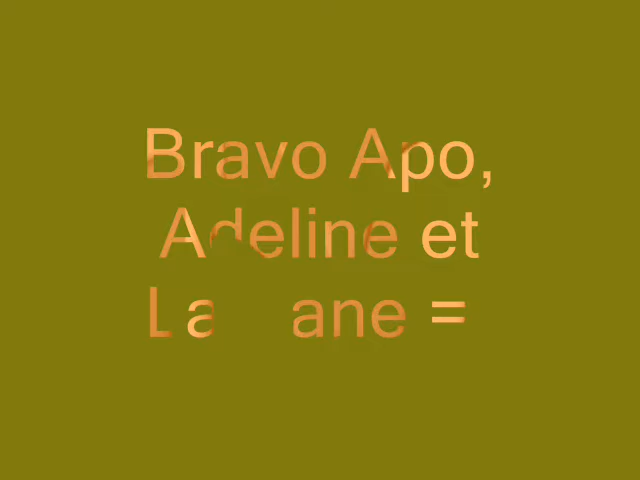 Bravo Apo,
Adeline et
=